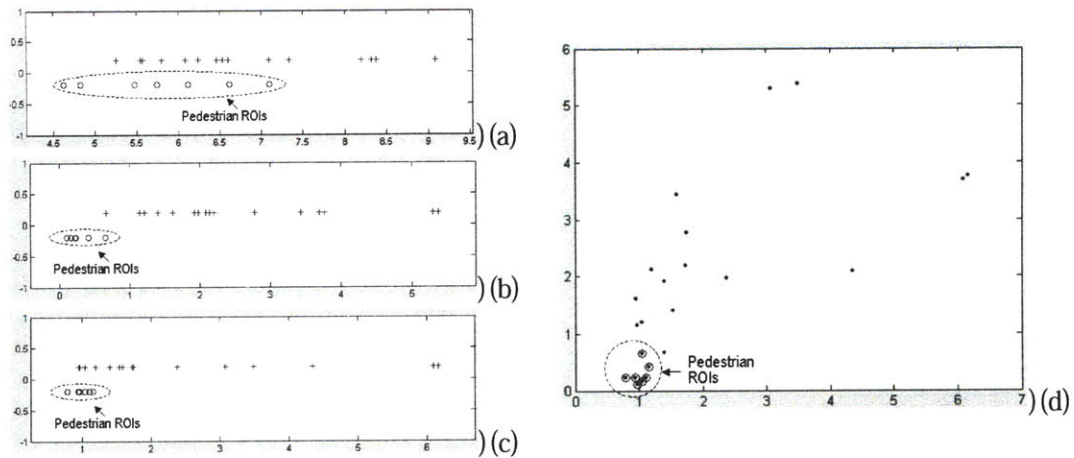 1
0.5
0
-0.5
-1
Pedestrian ROIs
4.5 5 5.5 6 6.5 7 7.5 8 8.5 9 9.5
) (a)
1
0.5
0
-0.5
-1
Pedestrian ROIs
0 1 2 3 4 5
) (b)
1
0.5
0
-0.5
-1
Pedestrian ROIs
1 2 3 4 5 6
) (c)
6
5
4
3
2
1
0
Pedestrian
ROIs
0 1 2 3 4 5 6 7
) (d)